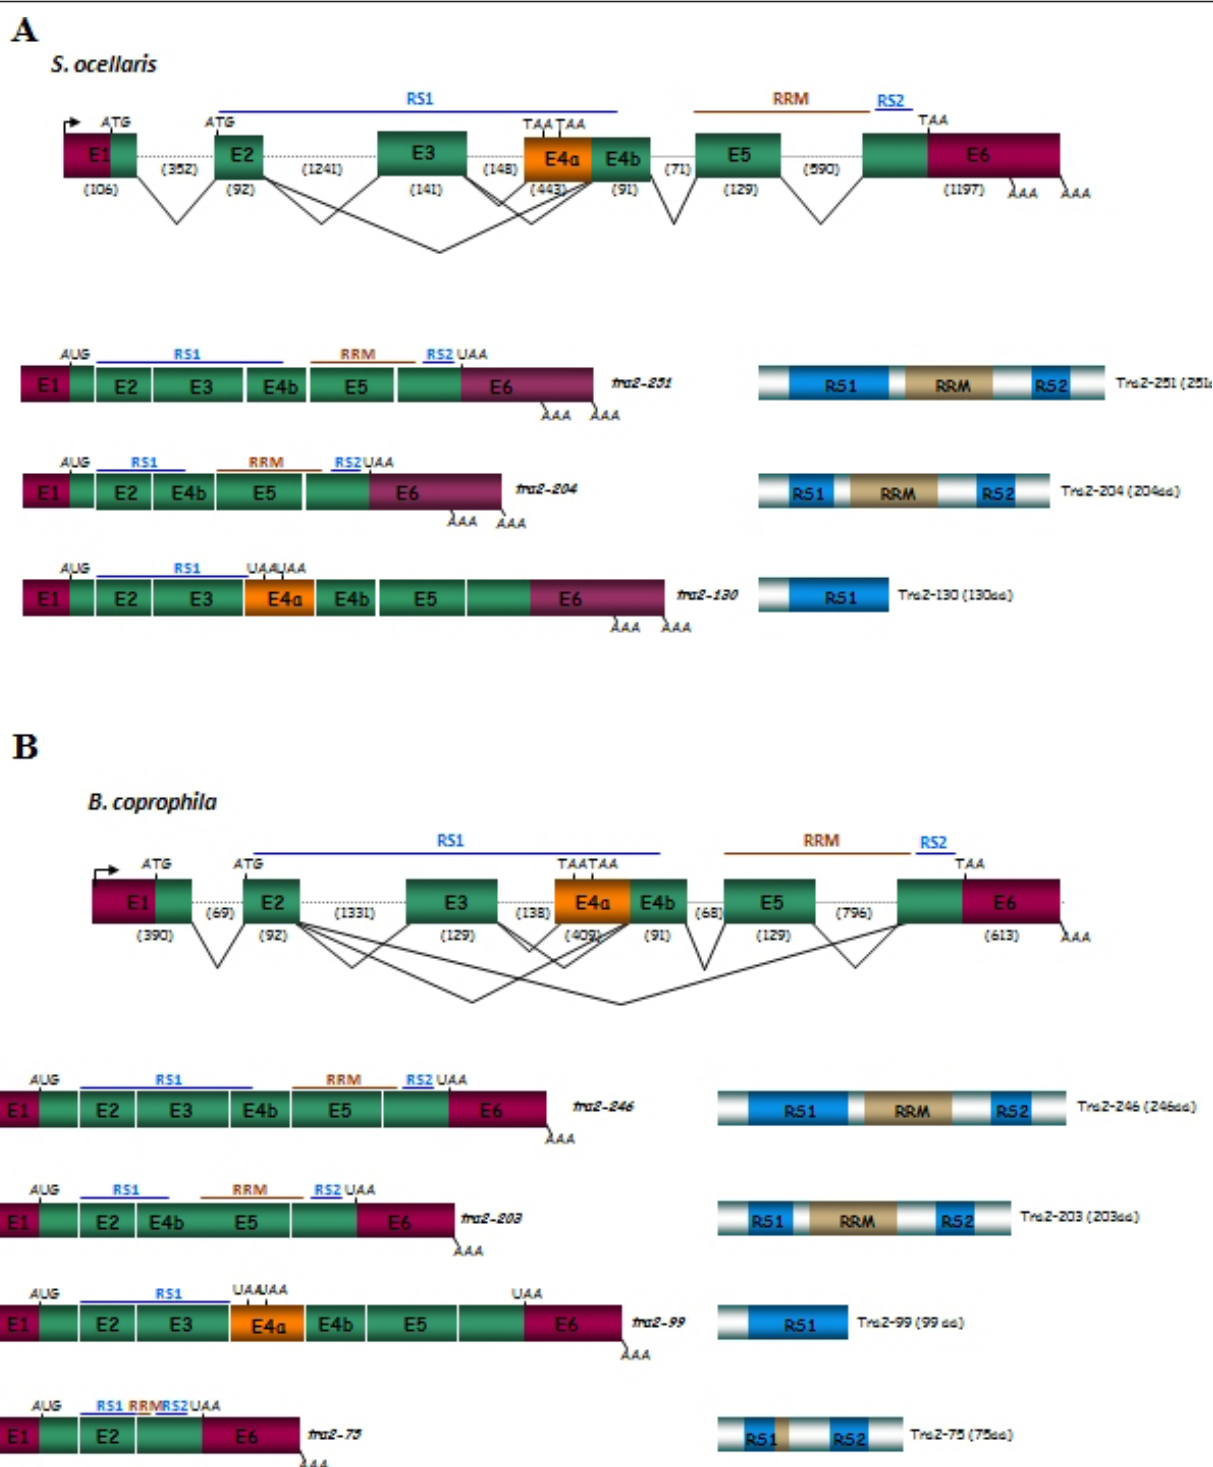 A
S. ocellaris
RS1 RRM RS2
ATG ATG TAA TAA TAA
E1 E2 E3 E4a E4b E5 E6
(352) (1241) (148) (71) (590)
(106) (92) (141) (443) (91) (129) (1197) AAA AAA
AUG RS1 RRM RS2 UAA
E1 E2 E3 E4b E5 E6 tra2-251 RS1 RRM RS2 Tra2-251
AAA AAA
AUG RS1 RRM RS2 UAA
E1 E2 E4b E5 E6 tra2-204 RS1 RRM RS2 Tra2-204 (204aa)
AAA AAA
AUG RS1 UAA UAA
E1 E2 E3 E4a E4b E5 E6 tra2-130 RS1 Tra2-130 (130aa)
AAA AAA
B
B. coprophila
RS1 RRM RS2
ATG ATG TAA TAA TAA
E1 E2 E3 E4a E4b E5 E6
(69) (1331) (138) (68) (796)
(390) (92) (129) (409) (91) (129) (613) AAA
AUG RS1 RRM RS2 UAA
E1 E2 E3 E4b E5 E6 tra2-246 RS1 RRM RS2 Tra2-246 (246aa)
AAA
AUG RS1 RRM RS2 UAA
E1 E2 E4b E5 E6 tra2-203 RS1 RRM RS2 Tra2-203 (203aa)
AAA
AUG RS1 UAA UAA UAA
E1 E2 E3 E4a E4b E5 E6 tra2-99 RS1 Tra2-99 (99 aa)
AAA
AUG RS1 RRM RS2 UAA
E1 E2 E6 tra2-75 RS1 RS2 Tra2-75 (75aa)
AAA